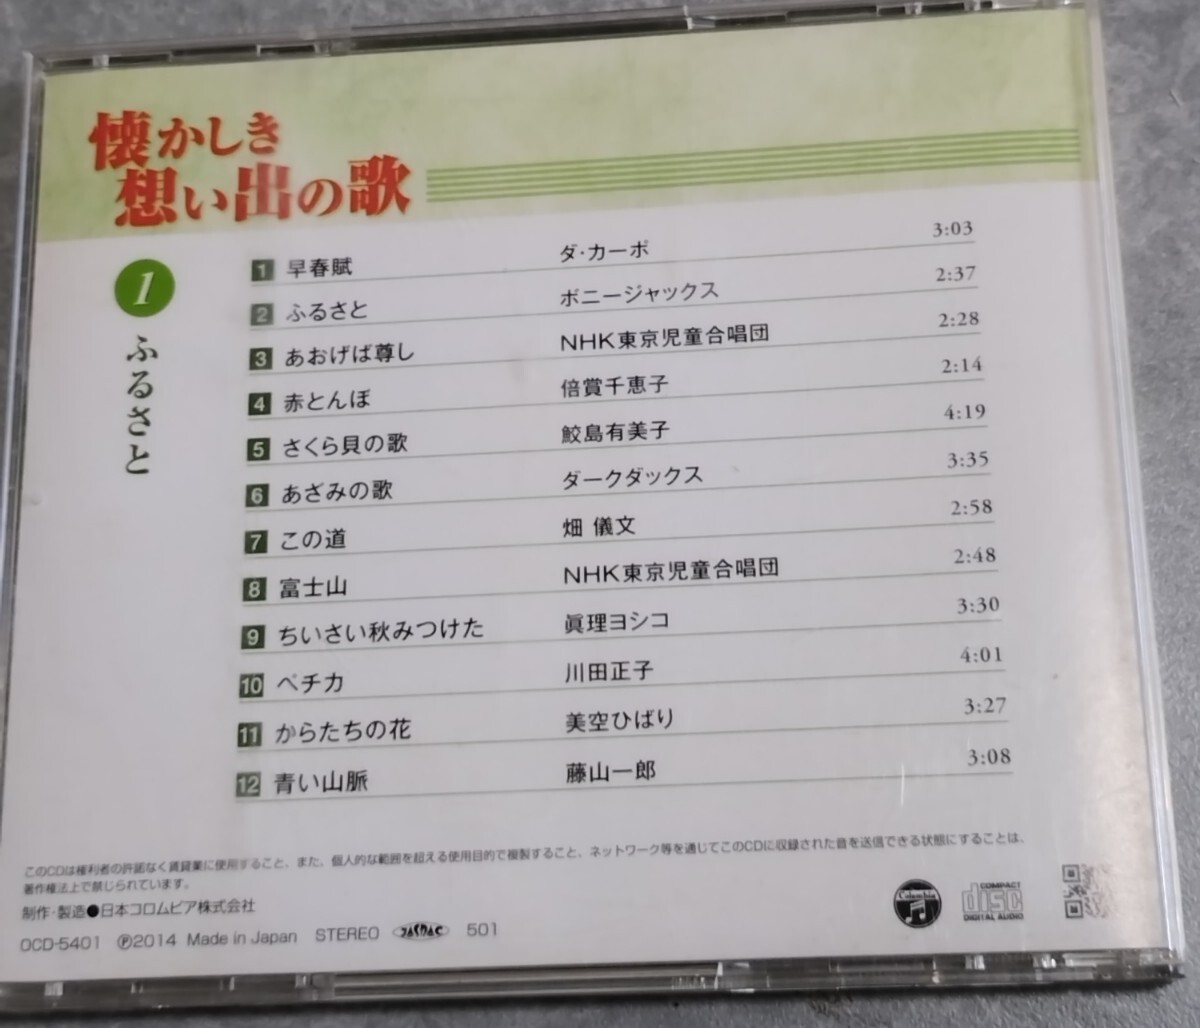 懐かしき
想い出の歌
1 ふるさと
1 早春賦 ダ・カーポ 3:03
2 ふるさと ボニージャックス 2:37
3 あおげば尊し NHK東京児童合唱団 2:28
4 赤とんぼ 倍賞千恵子 2:14
5 さくら貝の歌 鮫島有美子 4:19
6 あざみの歌 ダークダックス 3:35
7 この道 畑 儀文 2:58
8 富士山 NHK東京児童合唱団 2:48
9 ちいさい秋みつけた 眞理ヨシコ 3:30
10 ペチカ 川田正子 4:01
11 からたちの花 美空ひばり 3:27
12 青い山脈 藤山一郎 3:08
このCDは権利者の許諾なく賃貸業に使用すること、また、個人的な範囲を超える使用目的で複製すること、ネットワーク等を通じてこのCDに収録された音を送信できる状態にすることは、
著作権法上で禁じられています。
制作・製造●日本コロムビア株式会社
OCD-5401 ℗2014 Made in Japan STEREO JASRAC 501
Columbia
COMPACT
disc
DIGITAL AUDIO